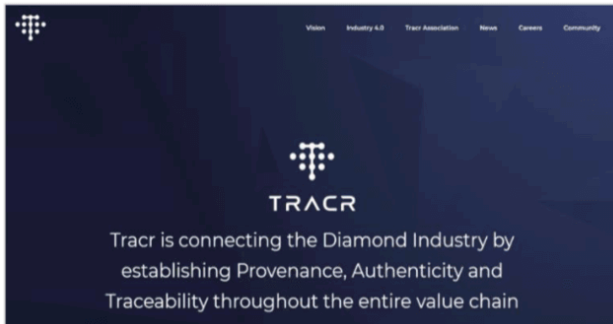 Vision Industry 4.0 Tracr Association News Careers Community
TRACR
Tracr is connecting the Diamond Industry by
establishing Provenance, Authenticity and
Traceability throughout the entire value chain